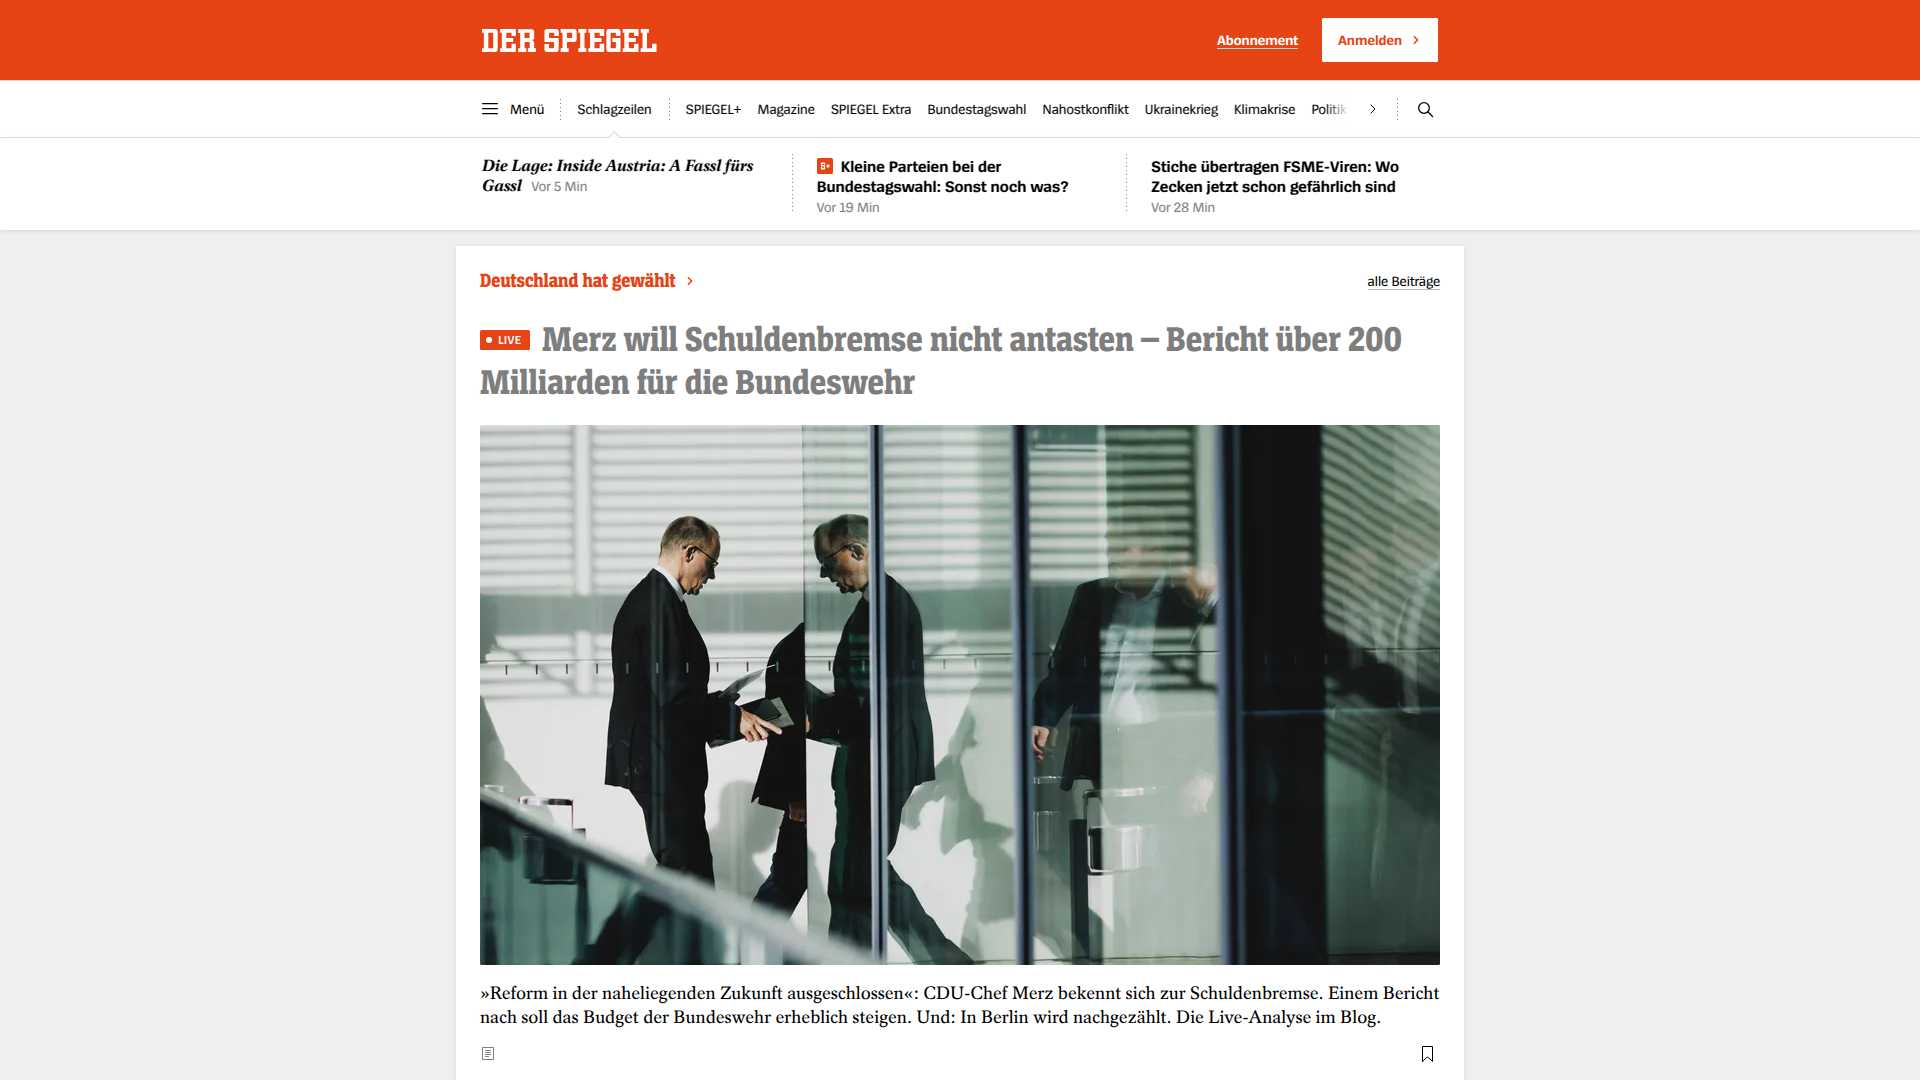 DER SPIEGEL
Abonnement
Anmelden
Menü
Schlagzeilen
SPIEGEL+
Magazine
SPIEGEL Extra
Bundestagswahl
Nahostkonflikt
Ukrainekrieg
Klimakrise
Politik
Die Lage: Inside Austria: A Fassl fürs
Gassl Vor 5 Min
S+ Kleine Parteien bei der
Bundestagswahl: Sonst noch was?
Vor 19 Min
Stiche übertragen FSME-Viren: Wo
Zecken jetzt schon gefährlich sind
Vor 28 Min
Deutschland hat gewählt
alle Beiträge
LIVE Merz will Schuldenbremse nicht antasten – Bericht über 200
Milliarden für die Bundeswehr
»Reform in der naheliegenden Zukunft ausgeschlossen«: CDU-Chef Merz bekennt sich zur Schuldenbremse. Einem Bericht
nach soll das Budget der Bundeswehr erheblich steigen. Und: In Berlin wird nachgezählt. Die Live-Analyse im Blog.